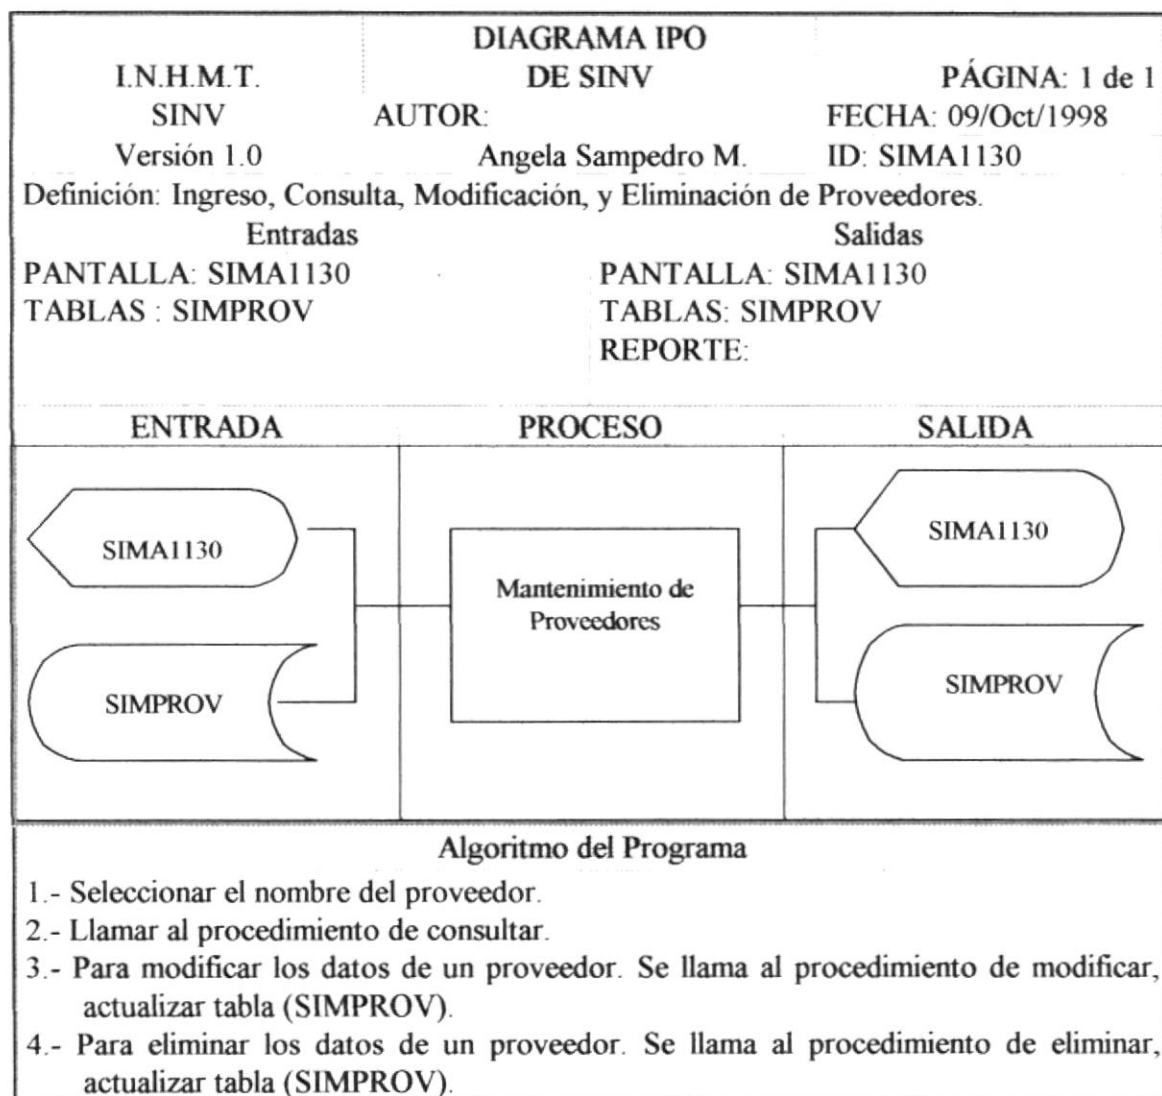 DIAGRAMA IPO
I.N.H.M.T. DE SINV PÁGINA: 1 de 1
SINV AUTOR: FECHA: 09/Oct/1998
Versión 1.0 Angela Sampedro M. ID: SIMA1130
Definición: Ingreso, Consulta, Modificación, y Eliminación de Proveedores.
Entradas Salidas
PANTALLA: SIMA1130 PANTALLA: SIMA1130
TABLAS : SIMPROV TABLAS: SIMPROV
REPORTE:
ENTRADA PROCESO SALIDA
SIMA1130
SIMPROV
Mantenimiento de
Proveedores
SIMA1130
SIMPROV
Algoritmo del Programa
1.- Seleccionar el nombre del proveedor.
2.- Llamar al procedimiento de consultar.
3.- Para modificar los datos de un proveedor. Se llama al procedimiento de modificar,
actualizar tabla (SIMPROV).
4.- Para eliminar los datos de un proveedor. Se llama al procedimiento de eliminar,
actualizar tabla (SIMPROV).